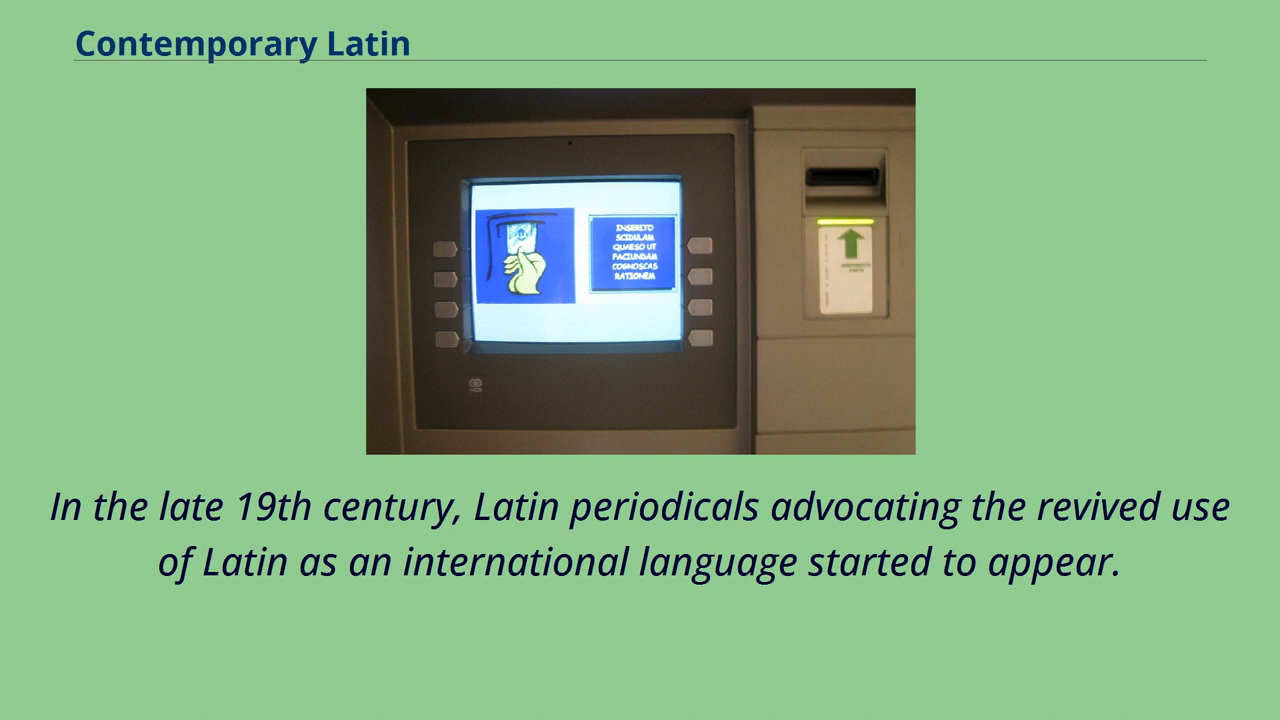 Contemporary Latin
INSERITO
SCIDULAM
QUAESO UT
FACIUNDAM
COGNOSCAS
RATIONEM
In the late 19th century, Latin periodicals advocating the revived use
of Latin as an international language started to appear.